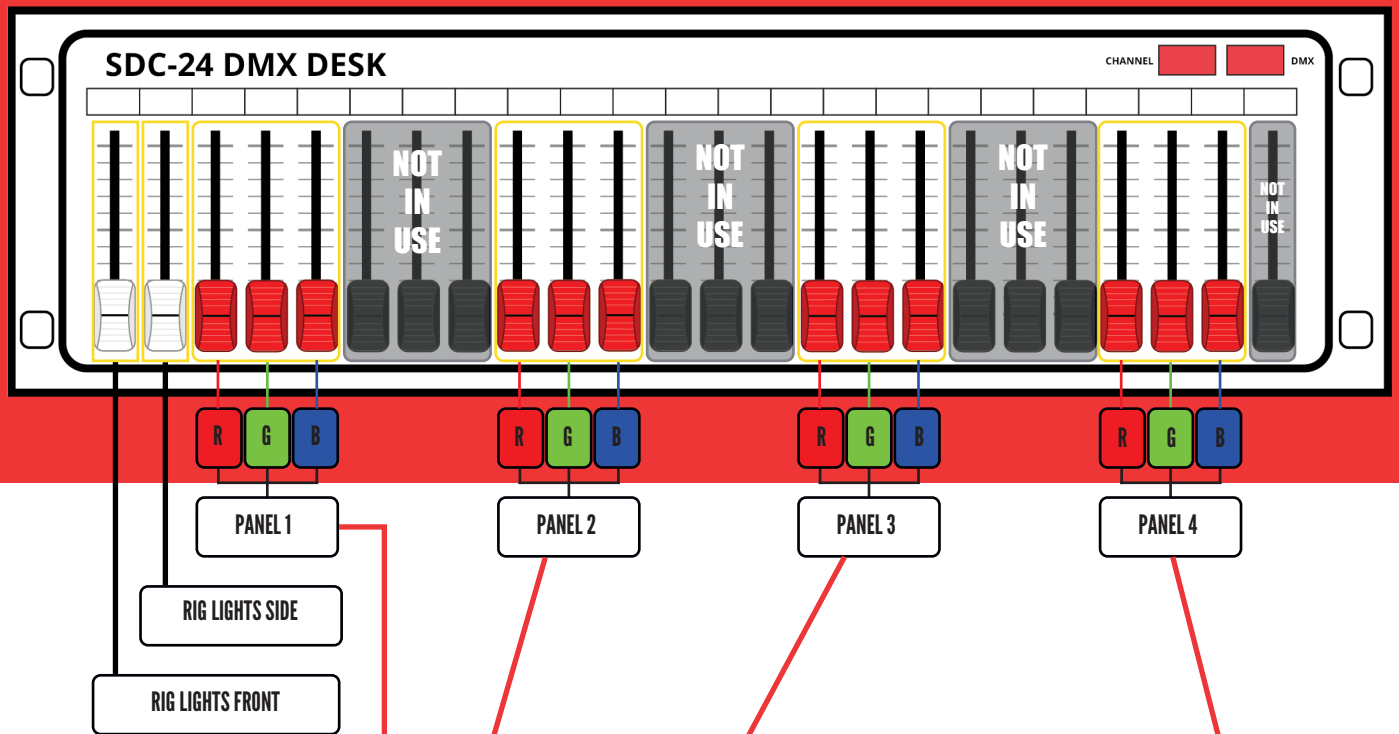 SDC-24 DMX DESK
CHANNEL
DMX
NOT
IN
USE
NOT
IN
USE
NOT
IN
USE
NOT
IN
USE
R G B
R G B
R G B
R G B
PANEL 1
PANEL 2
PANEL 3
PANEL 4
RIG LIGHTS SIDE
RIG LIGHTS FRONT